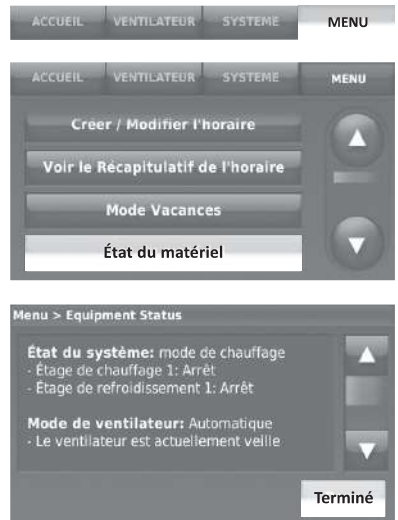 ACCUEIL VENTILATEUR SYSTEME MENU
ACCUEIL VENTILATEUR SYSTEME MENU
Créer / Modifier l'horaire
Voir le Récapitulatif de l'horaire
Mode Vacances
État du matériel
Menu > Equipment Status
État du système: mode de chauffage
- Étage de chauffage 1: Arrêt
- Étage de refroidissement 1: Arrêt
Mode de ventilateur: Automatique
- Le ventilateur est actuellement veille
Terminé